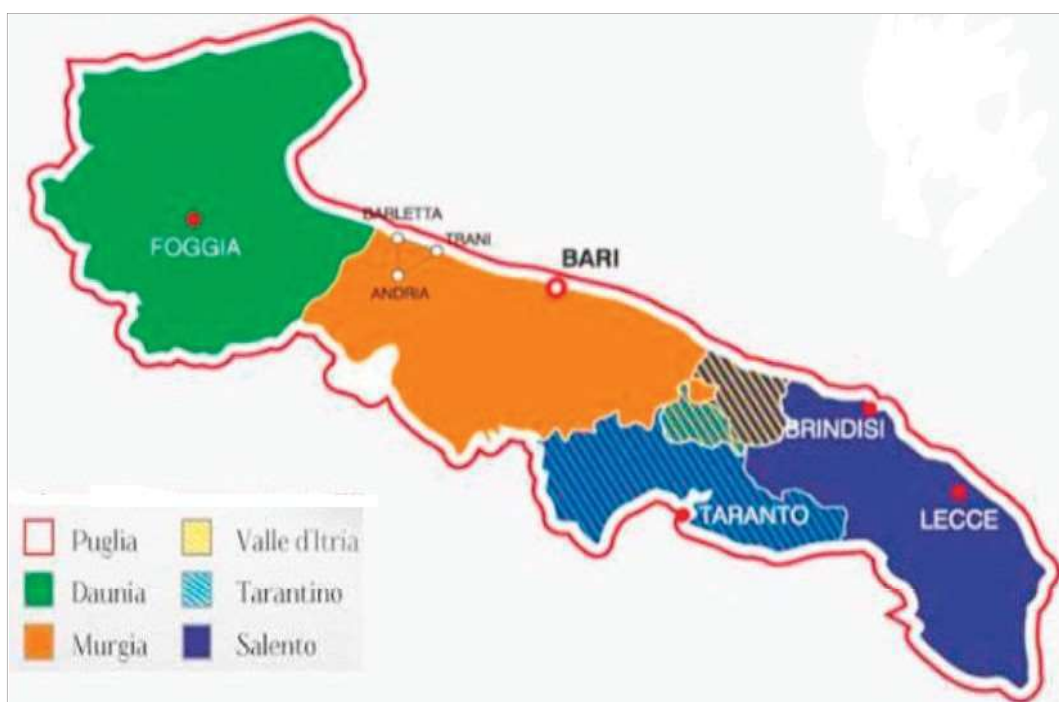 BARLETTA
TRANI
FOGGIA
BARI
ANDRIA
BRINDISI
LECCE
TARANTO
Puglia
Valle d'Itria
Daunia
Tarantino
Murgia
Salento